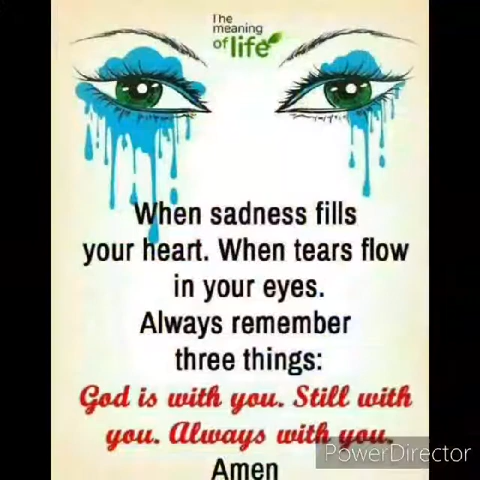 The
meaning
of life
When sadness fills
your heart. When tears flow
in your eyes.
Always remember
three things:
God is with you. Still with
you. Always with you.
PowerDirector
Amen